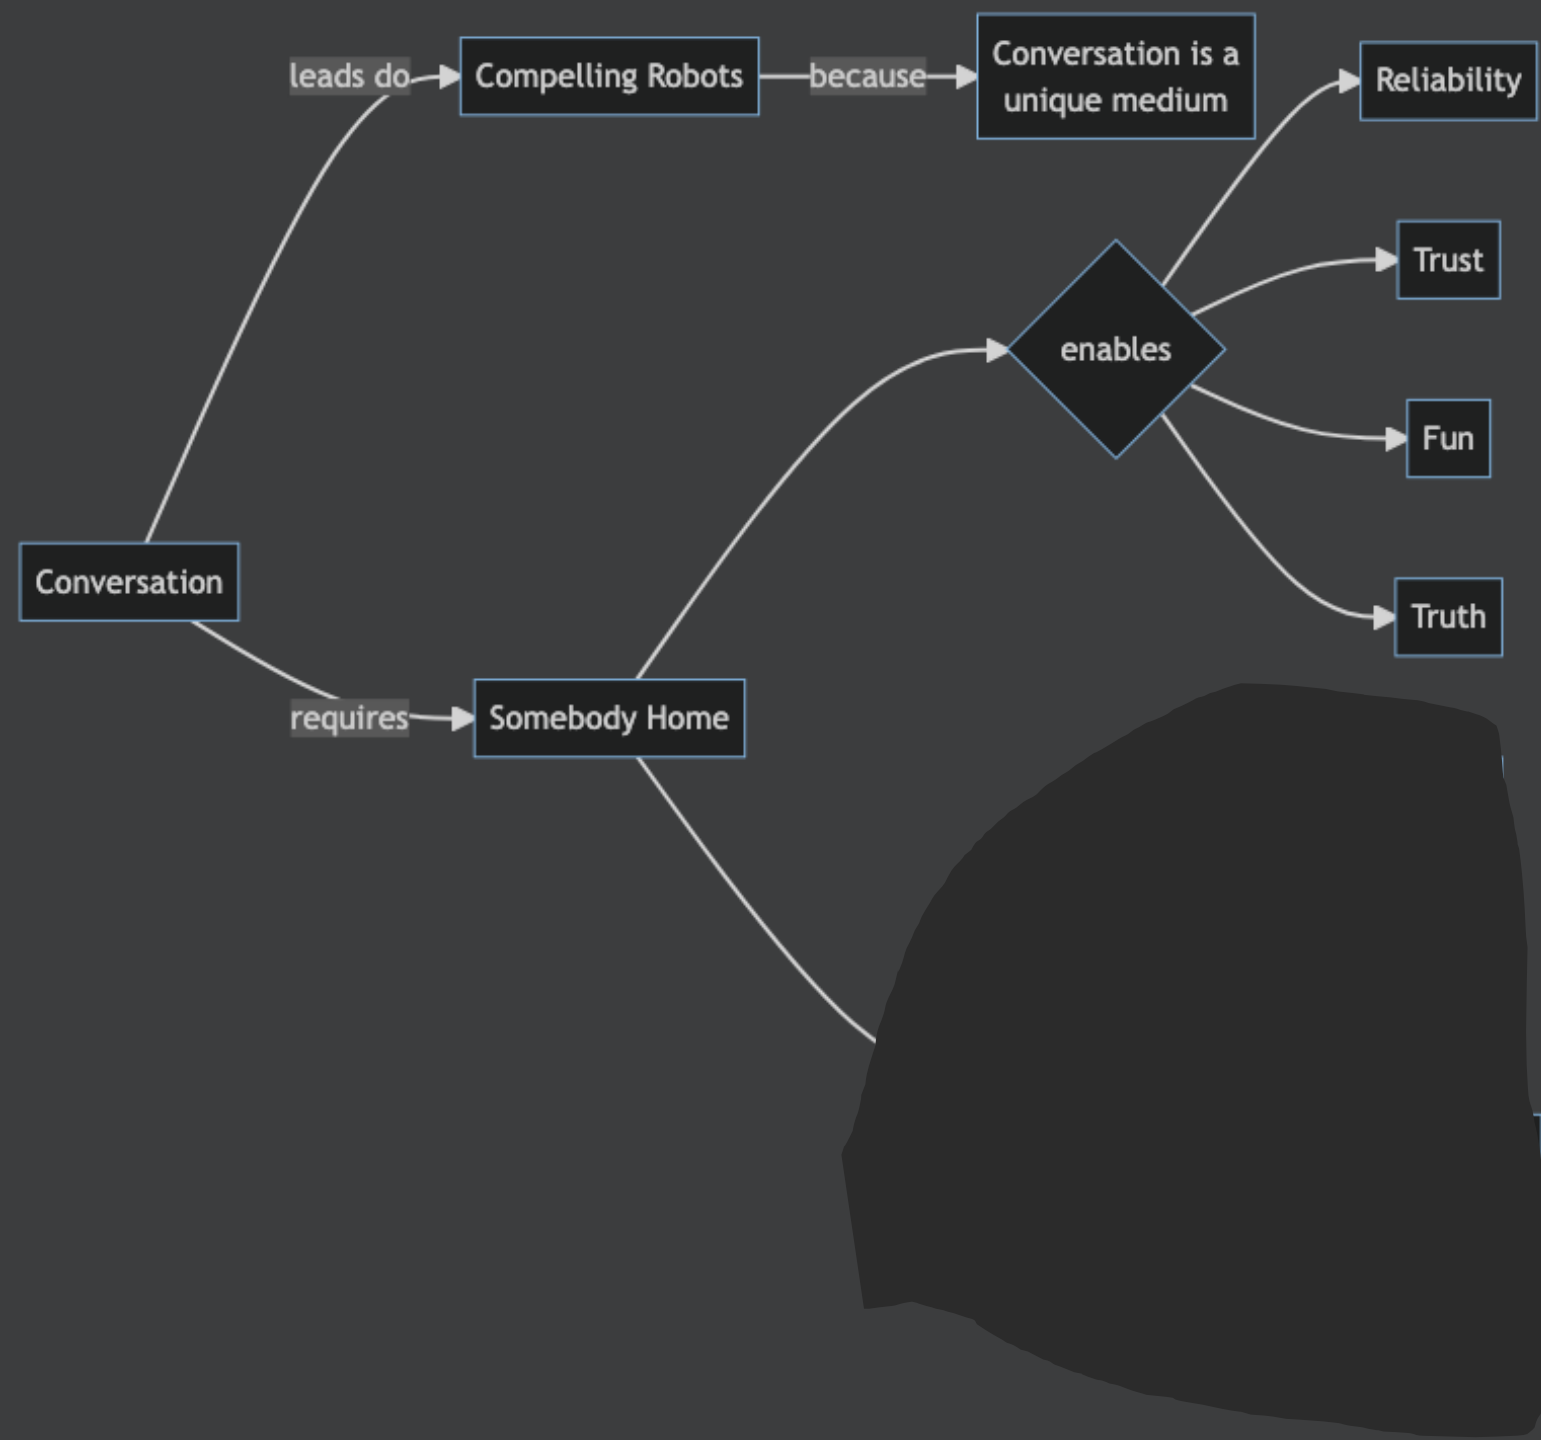 leads do
Compelling Robots
because
Conversation is a
unique medium
Reliability
Trust
enables
Fun
Conversation
Truth
requires
Somebody Home